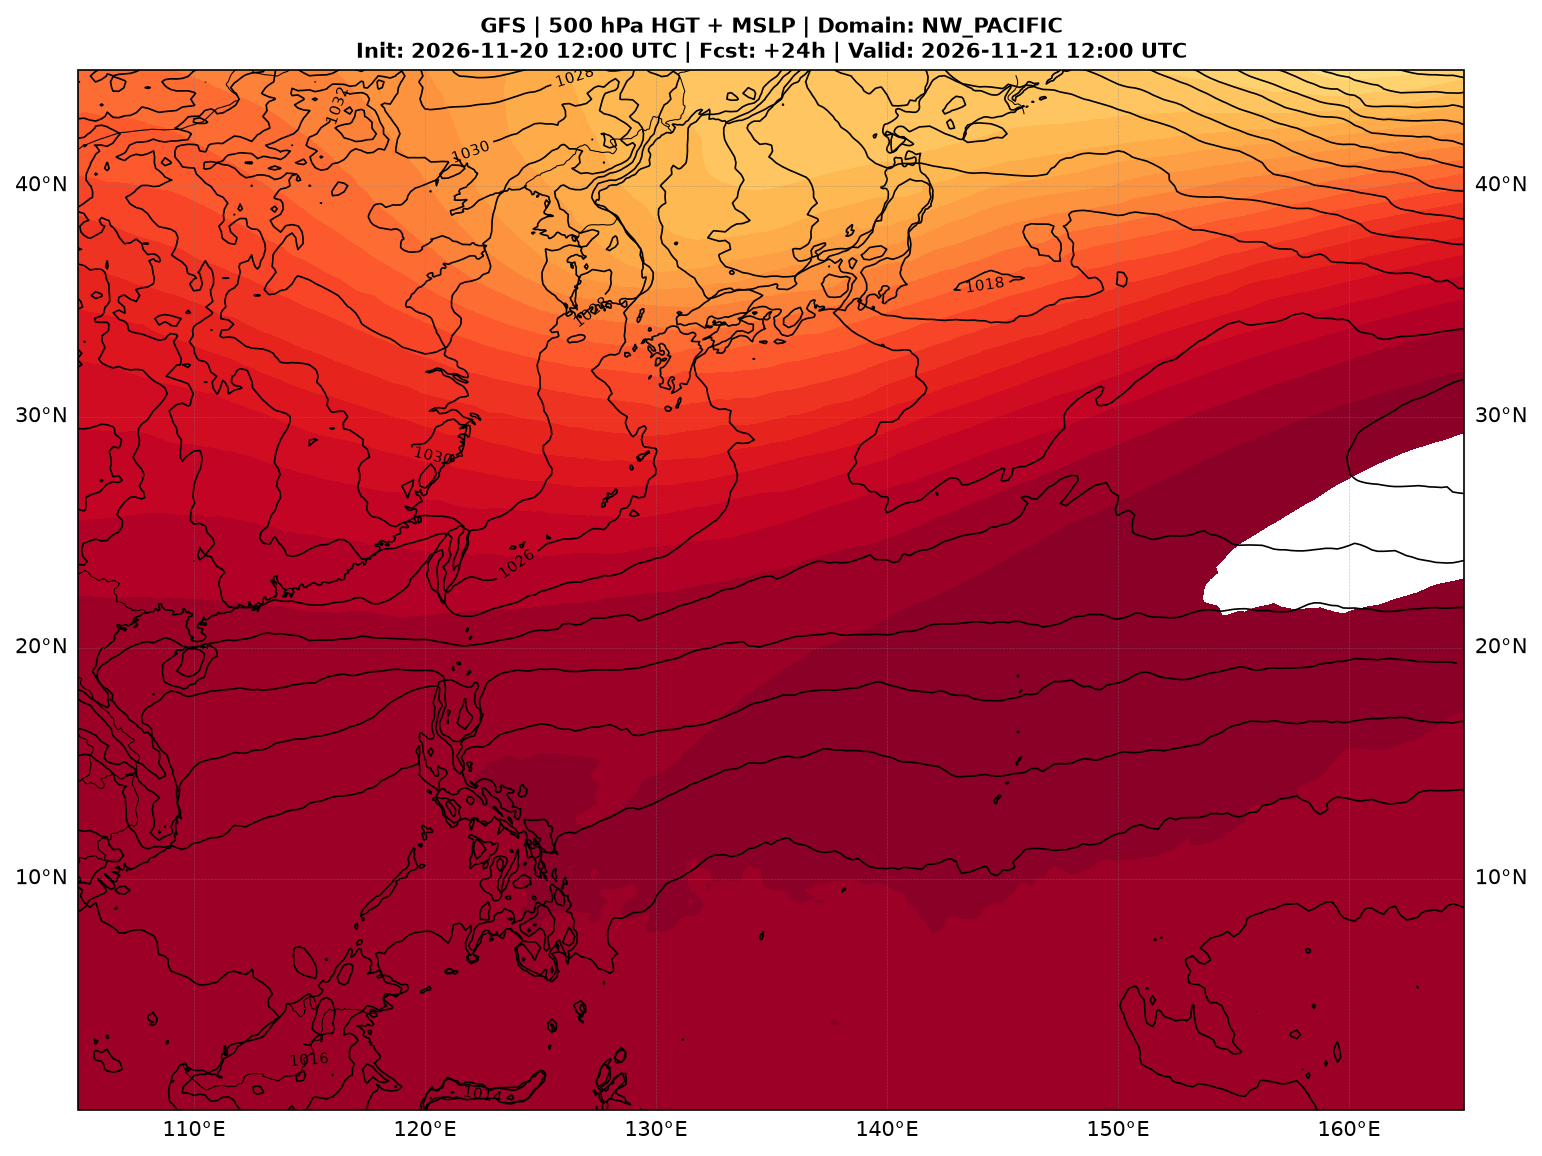 GFS | 500 hPa HGT + MSLP | Domain: NW_PACIFIC
Init: 2026-11-20 12:00 UTC | Fcst: +24h | Valid: 2026-11-21 12:00 UTC
1028
1032
1030
40°N
40°N
1018
1028
30°N
30°N
1030
1026
20°N
20°N
10°N
10°N
1016
1014
110°E
120°E
130°E
140°E
150°E
160°E